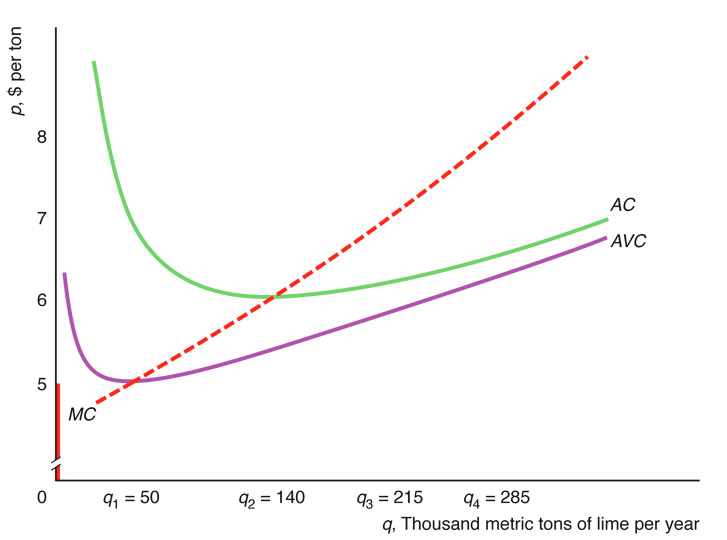 p, $ per ton
8
7
6
5
AC
AVC
MC
0
q₁ = 50
q₂ = 140
q₃ = 215
q₄ = 285
q, Thousand metric tons of lime per year